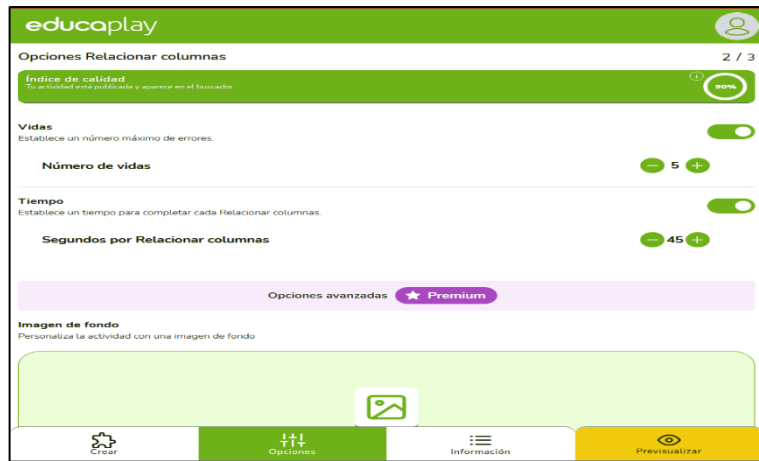 educaplay
Opciones Relacionar columnas
2 / 3
Índice de calidad
Tu actividad está publicada y aparece en el buscador
90%
Vidas
Establece un número máximo de errores.
Número de vidas
5
Tiempo
Establece un tiempo para completar cada Relacionar columnas.
Segundos por Relacionar columnas
45
Opciones avanzadas Premium
Imagen de fondo
Personaliza la actividad con una imagen de fondo
Crear
Opciones
Información
Previsualizar